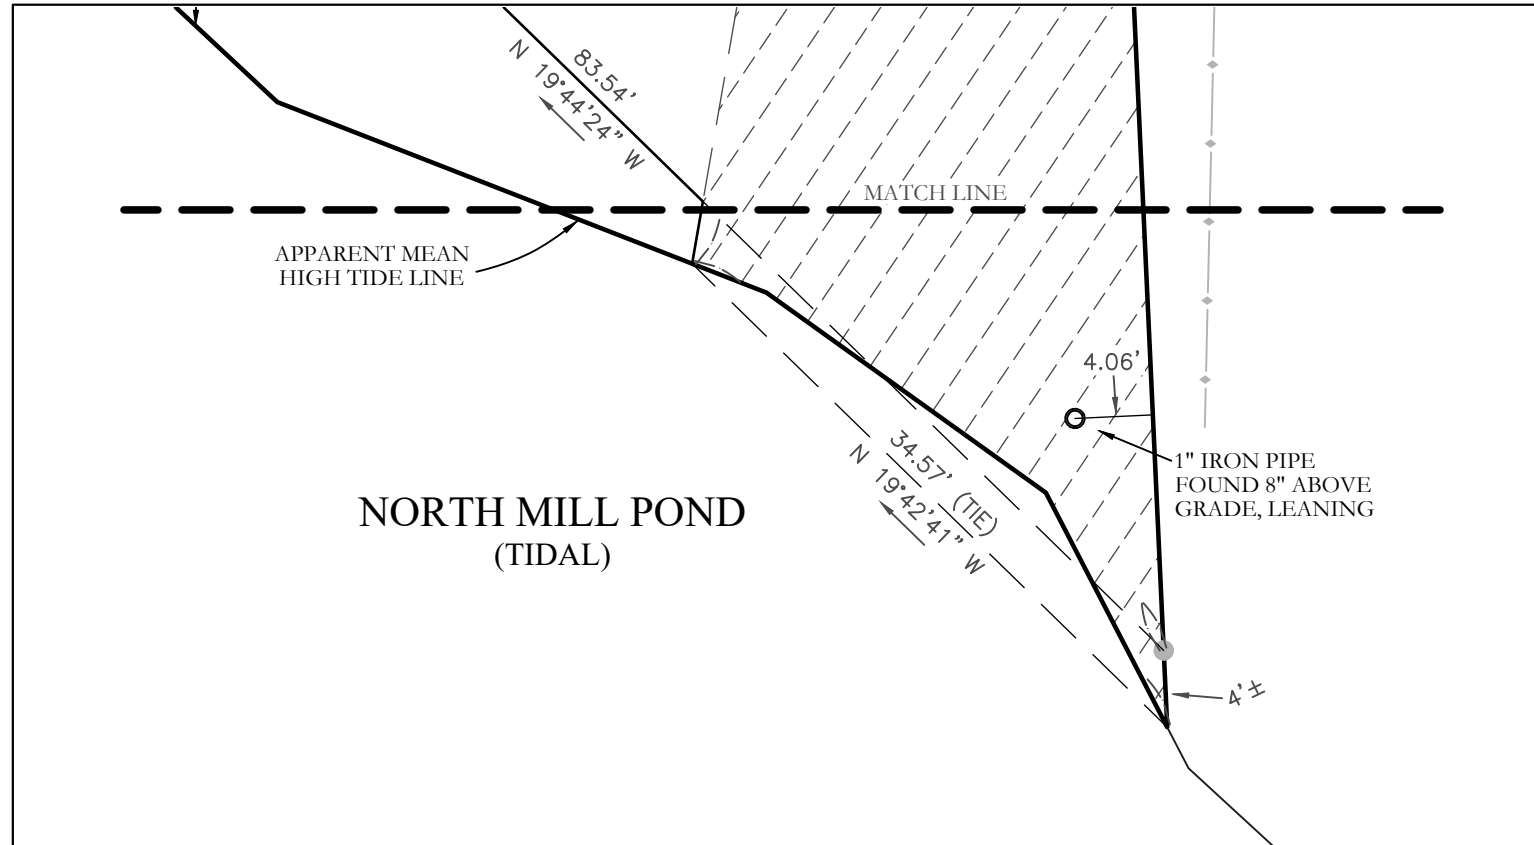 83.54'
N 19°44'24" W
MATCH LINE
APPARENT MEAN
HIGH TIDE LINE
4.06'
1" IRON PIPE
FOUND 8" ABOVE
GRADE, LEANING
34.57' (TIE)
N 19°42'41" W
NORTH MILL POND
(TIDAL)
4'±